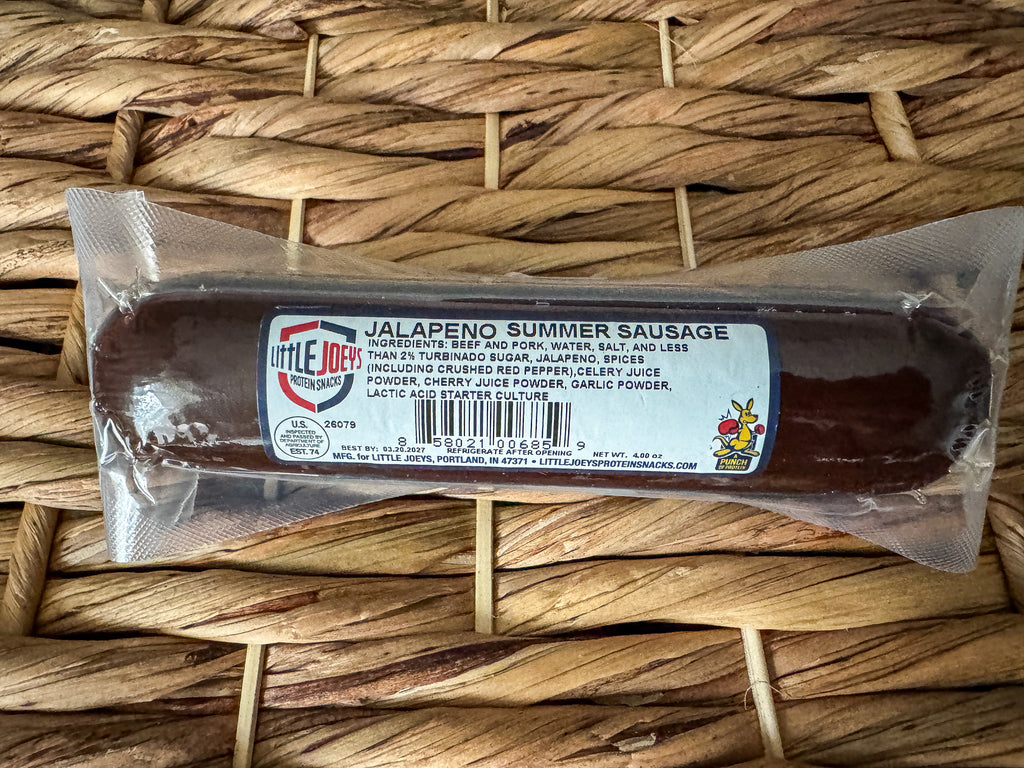 LITTLE JOEYS
PROTEIN SNACKS
JALAPENO SUMMER SAUSAGE
INGREDIENTS: BEEF AND PORK, WATER, SALT, AND LESS
THAN 2% TURBINADO SUGAR, JALAPENO, SPICES
(INCLUDING CRUSHED RED PEPPER),CELERY JUICE
POWDER, CHERRY JUICE POWDER, GARLIC POWDER,
LACTIC ACID STARTER CULTURE
U.S.
INSPECTED
AND PASSED BY
DEPARTMENT OF
AGRICULTURE
EST. 74
26079
8 58021 00685 9
BEST BY: 03.20.2027
REFRIGERATE AFTER OPENING
NET WT. 4.00 oz
MFG. for LITTLE JOEYS, PORTLAND, IN 47371 • LITTLEJOEYSPROTEINSNACKS.COM
PUNCH
OF PROTEIN